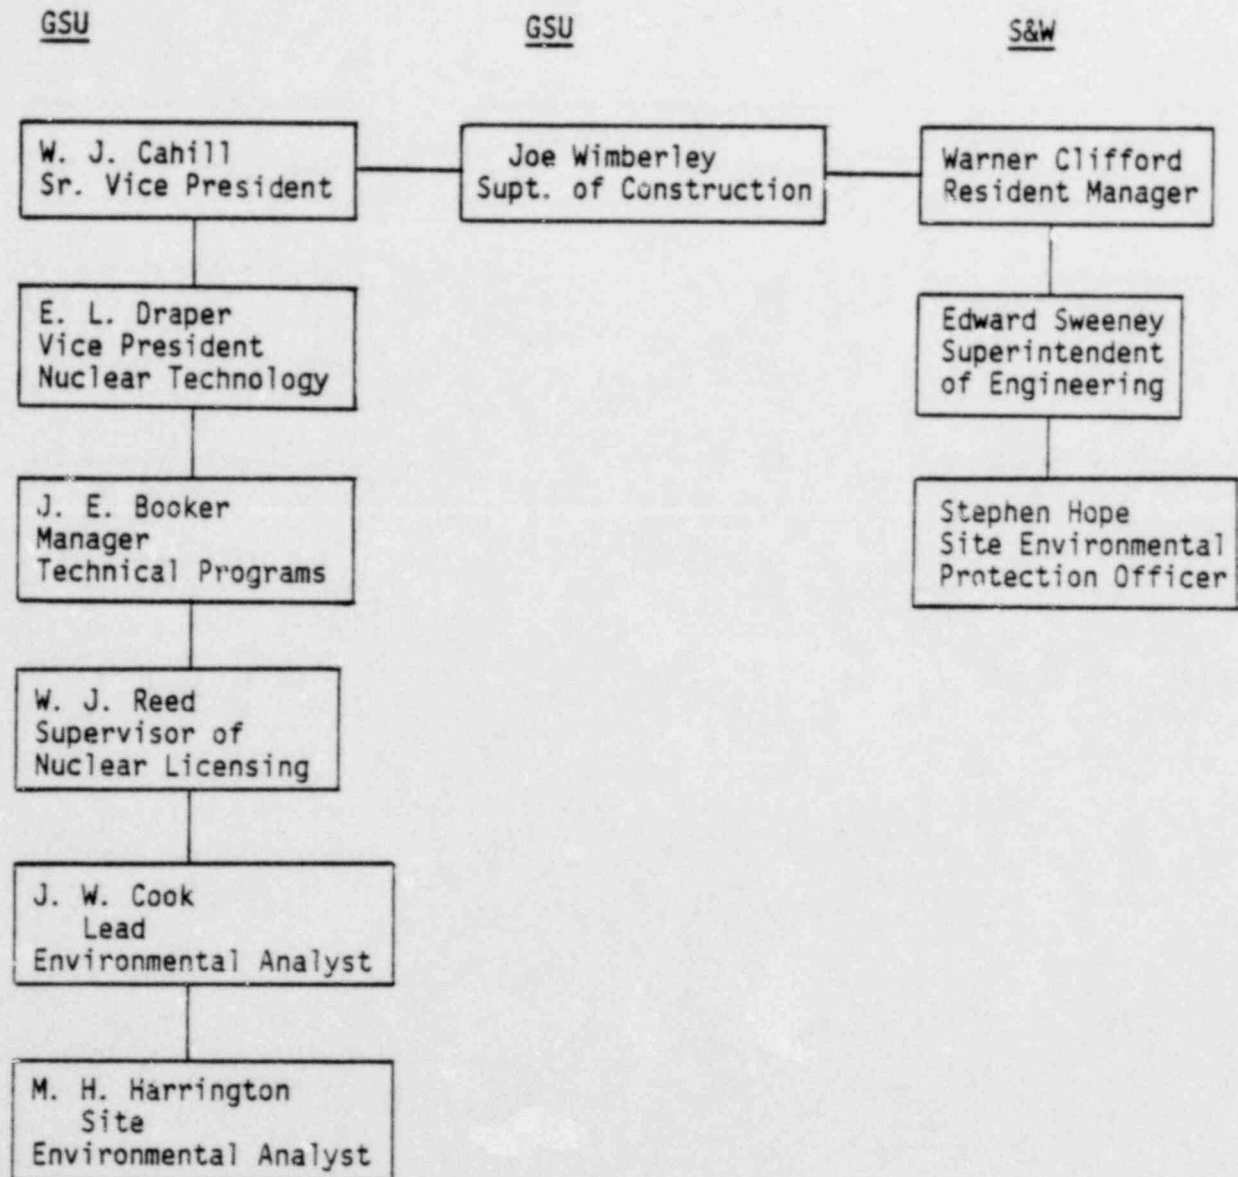 GSU
GSU
S&W
W. J. Cahill
Sr. Vice President
Joe Wimberley
Supt. of Construction
Warner Clifford
Resident Manager
E. L. Draper
Vice President
Nuclear Technology
Edward Sweeney
Superintendent
of Engineering
J. E. Booker
Manager
Technical Programs
Stephen Hope
Site Environmental
Protection Officer
W. J. Reed
Supervisor of
Nuclear Licensing
J. W. Cook
Lead
Environmental Analyst
M. H. Harrington
Site
Environmental Analyst